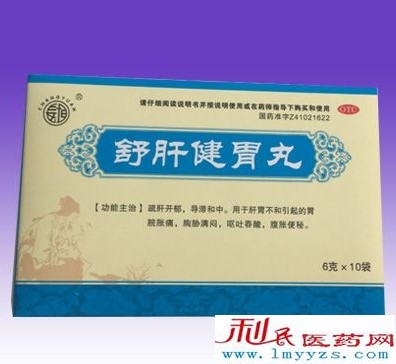 CHANGYUAN
®
请仔细阅读说明书并按说明使用或在药师指导下购买和使用
OTC
国药准字Z41021622
舒肝健胃丸
【功能主治】疏肝开郁，导滞和中。用于肝胃不和引起的胃
脘胀痛，胸胁满闷，呕吐吞酸，腹胀便秘。
6克×10袋
利民医药网
www.lmyyzs.com